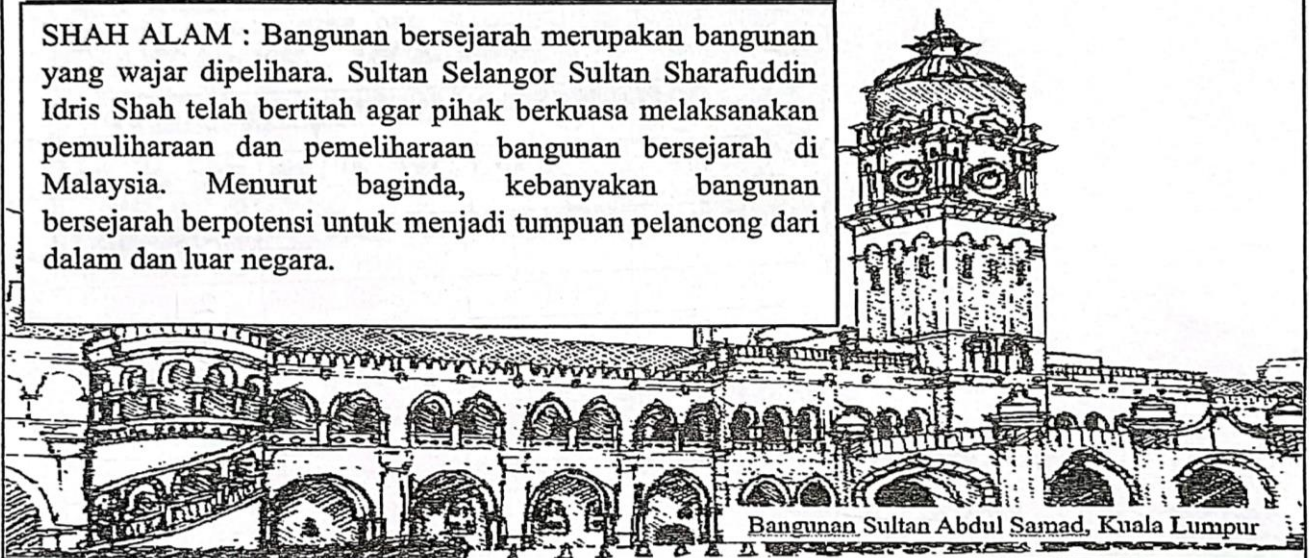 SHAH ALAM : Bangunan bersejarah merupakan bangunan
yang wajar dipelihara. Sultan Selangor Sultan Sharafuddin
Idris Shah telah bertitah agar pihak berkuasa melaksanakan
pemuliharaan dan pemeliharaan bangunan bersejarah di
Malaysia. Menurut baginda, kebanyakan bangunan
bersejarah berpotensi untuk menjadi tumpuan pelancong dari
dalam dan luar negara.
Bangunan Sultan Abdul Samad, Kuala Lumpur